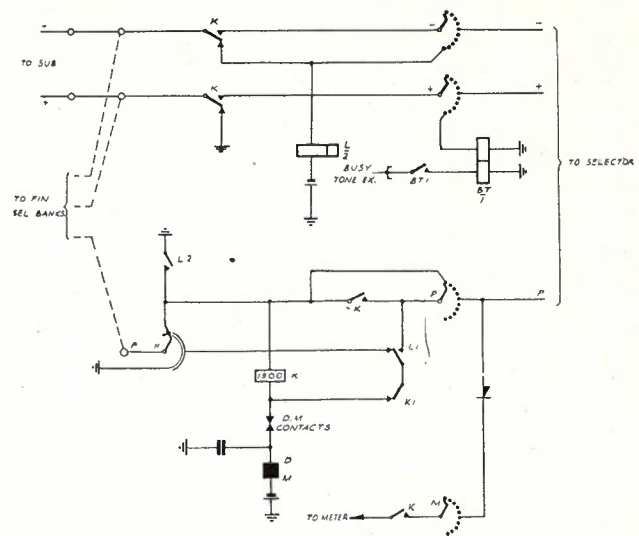 - K - -
TO SUB
+ K + +
L/2
BUSY
TONE EX.
BT1
BT/1
TO SELECTOR
TO FIN
SEL BANKS
L2
K P P
P H L1
1300 K
K1
D.M
CONTACTS
D
M
TO METER K M